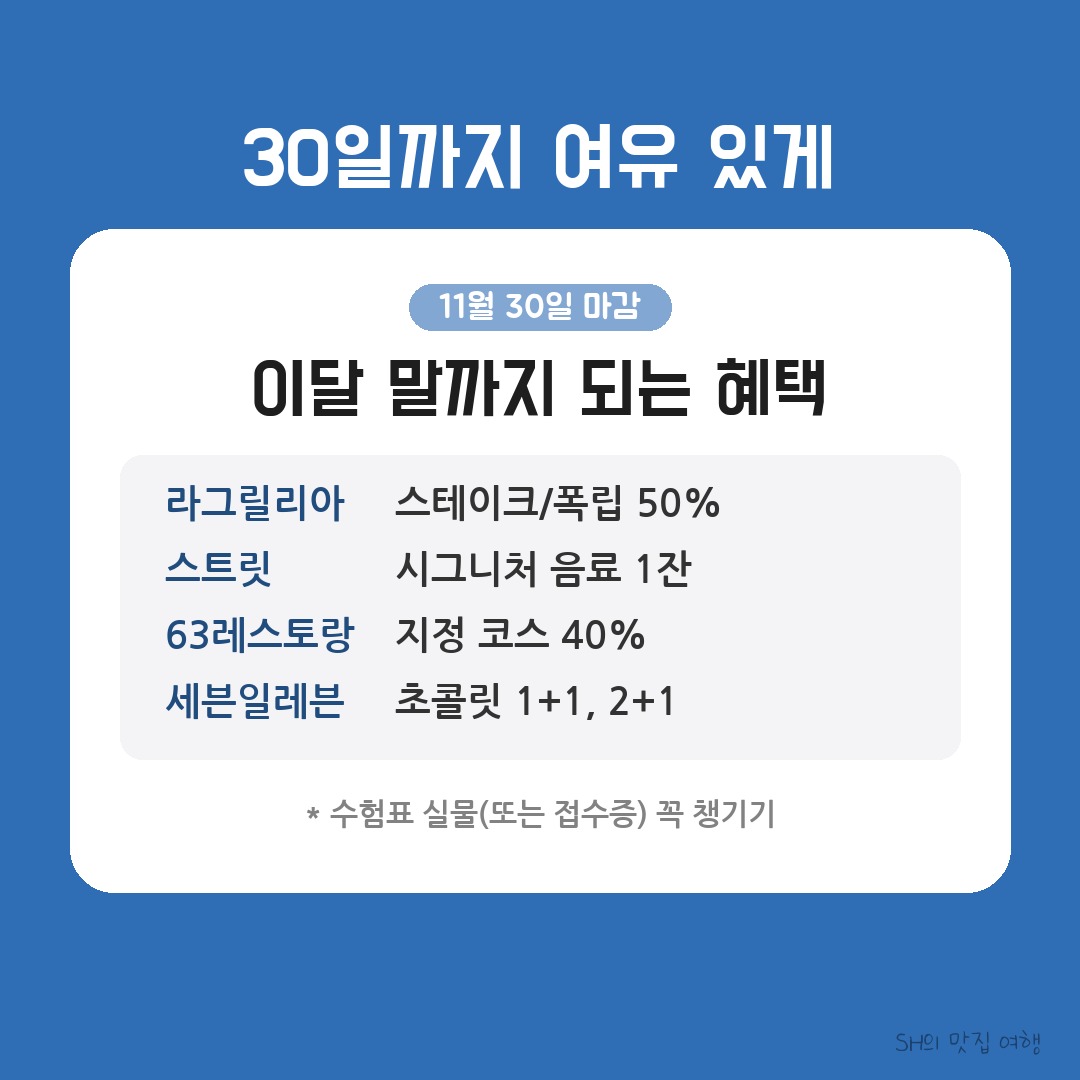 30일까지 여유 있게
11월 30일 마감
이달 말까지 되는 혜택
라그릴리아 스테이크/폭립 50%
스트릿 시그니처 음료 1잔
63레스토랑 지정 코스 40%
세븐일레븐 초콜릿 1+1, 2+1
* 수험표 실물(또는 접수증) 꼭 챙기기
SH의 맛집 여행